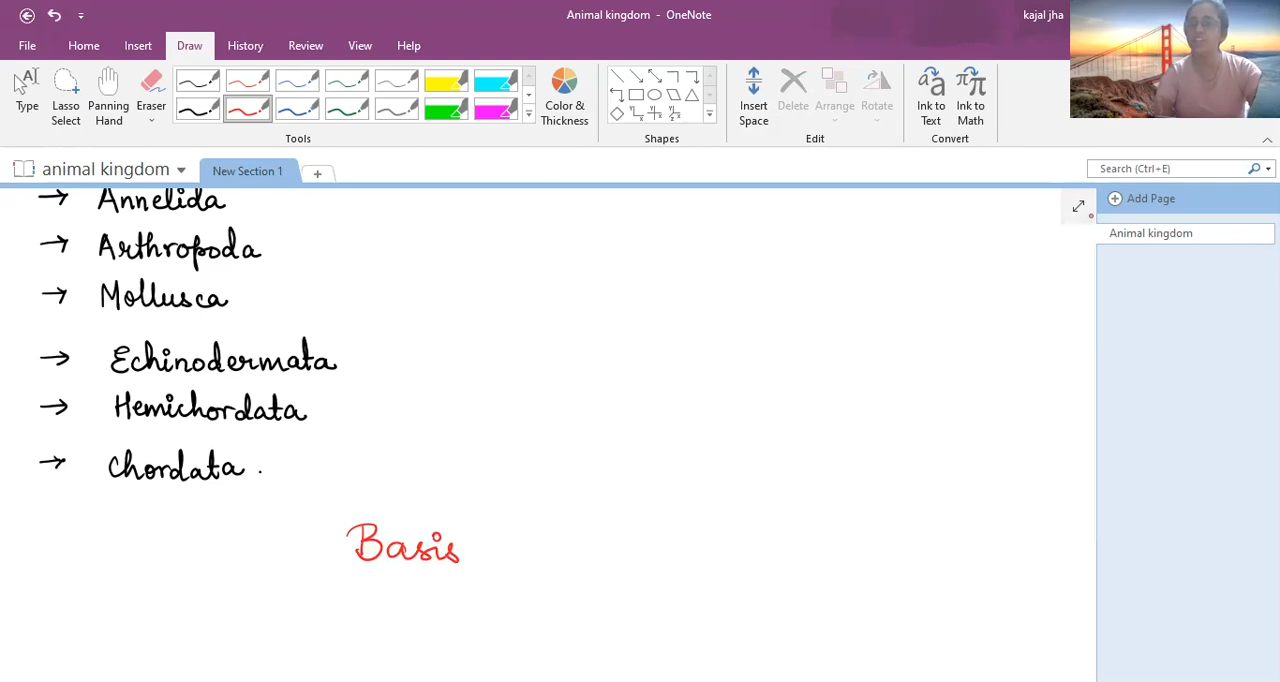 Animal kingdom - OneNote
kajal jha
File Home Insert Draw History Review View Help
Type
Lasso Select
Panning Hand
Eraser
Color & Thickness
Insert Space
Delete
Arrange
Rotate
Ink to Text
Ink to Math
Tools
Shapes
Edit
Convert
animal kingdom
New Section 1
Search (Ctrl+E)
Add Page
Animal kingdom
→ Annelida
→ Arthropoda
→ Mollusca
→ Echinodermata
→ Hemichordata
→ Chordata .
Basis